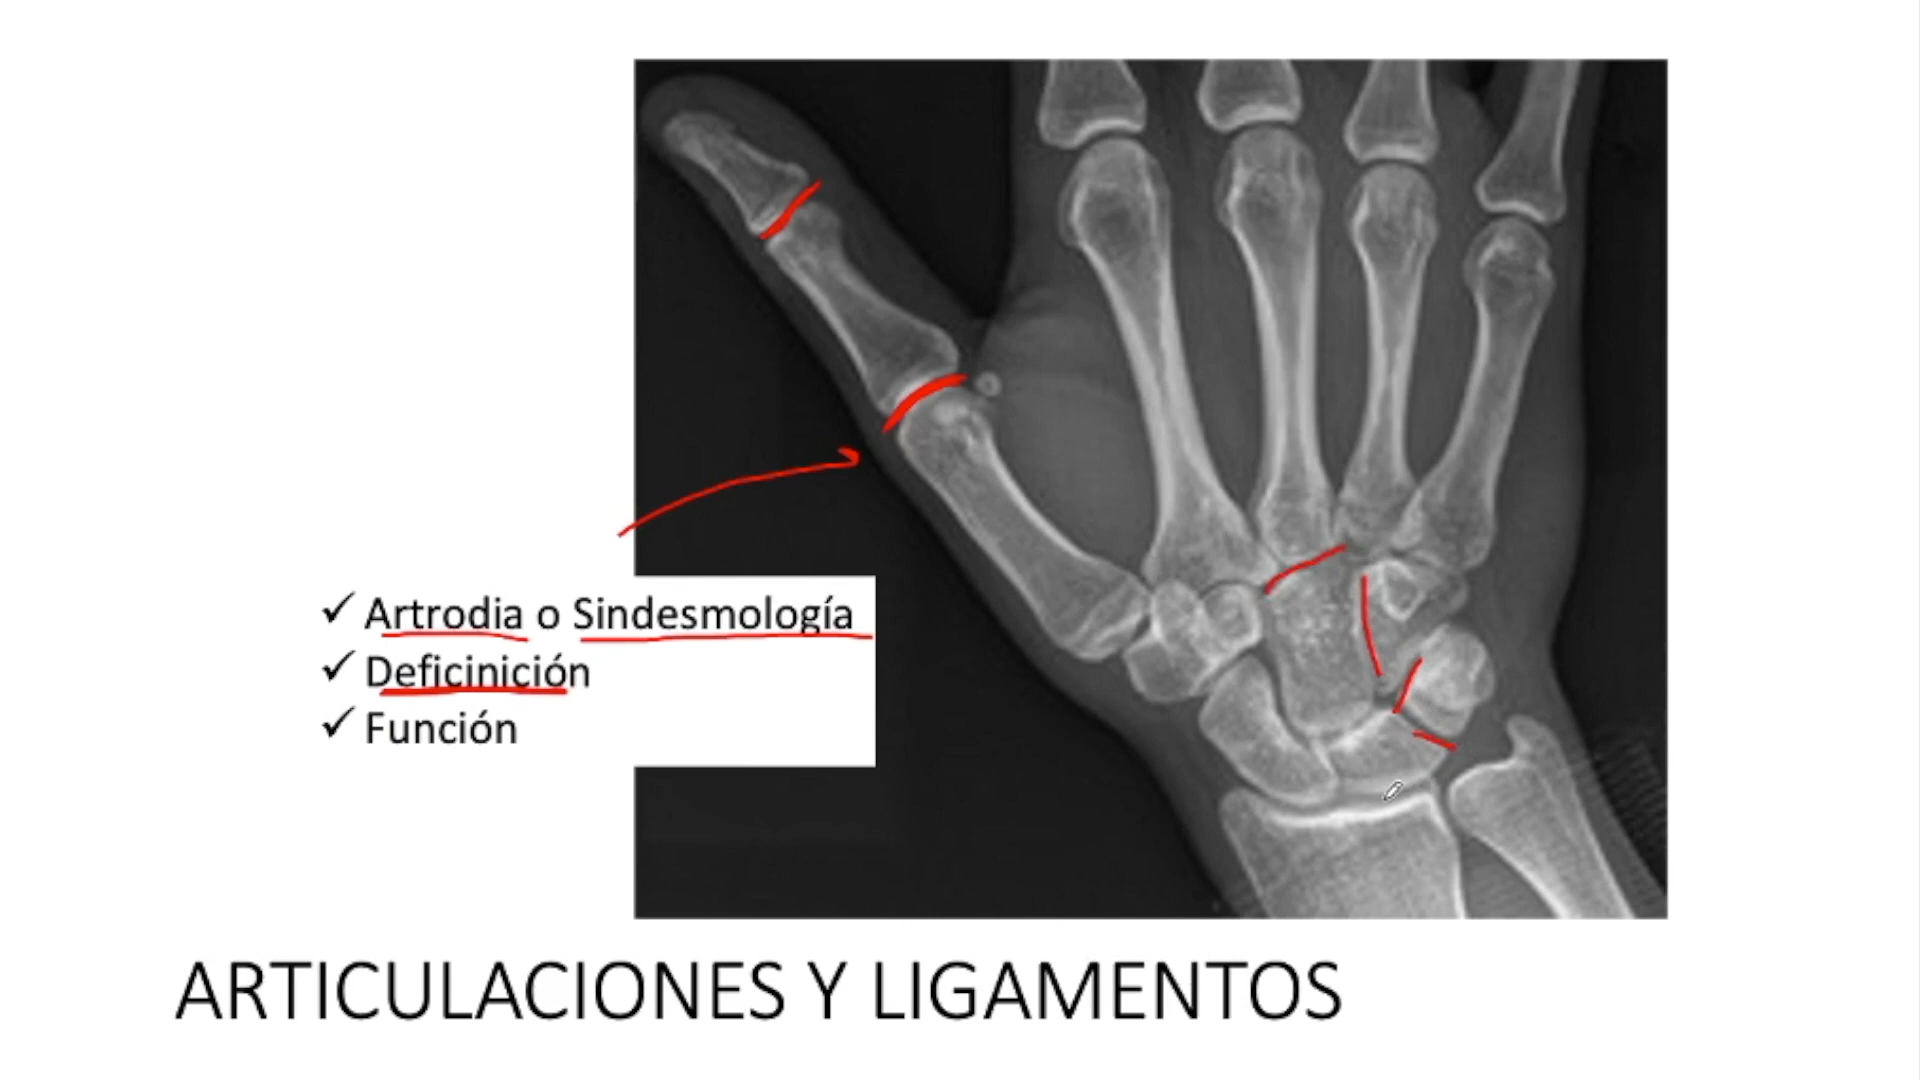 ✓ Artrodia o Sindesmología
✓ Deficinición
✓ Función
ARTICULACIONES Y LIGAMENTOS